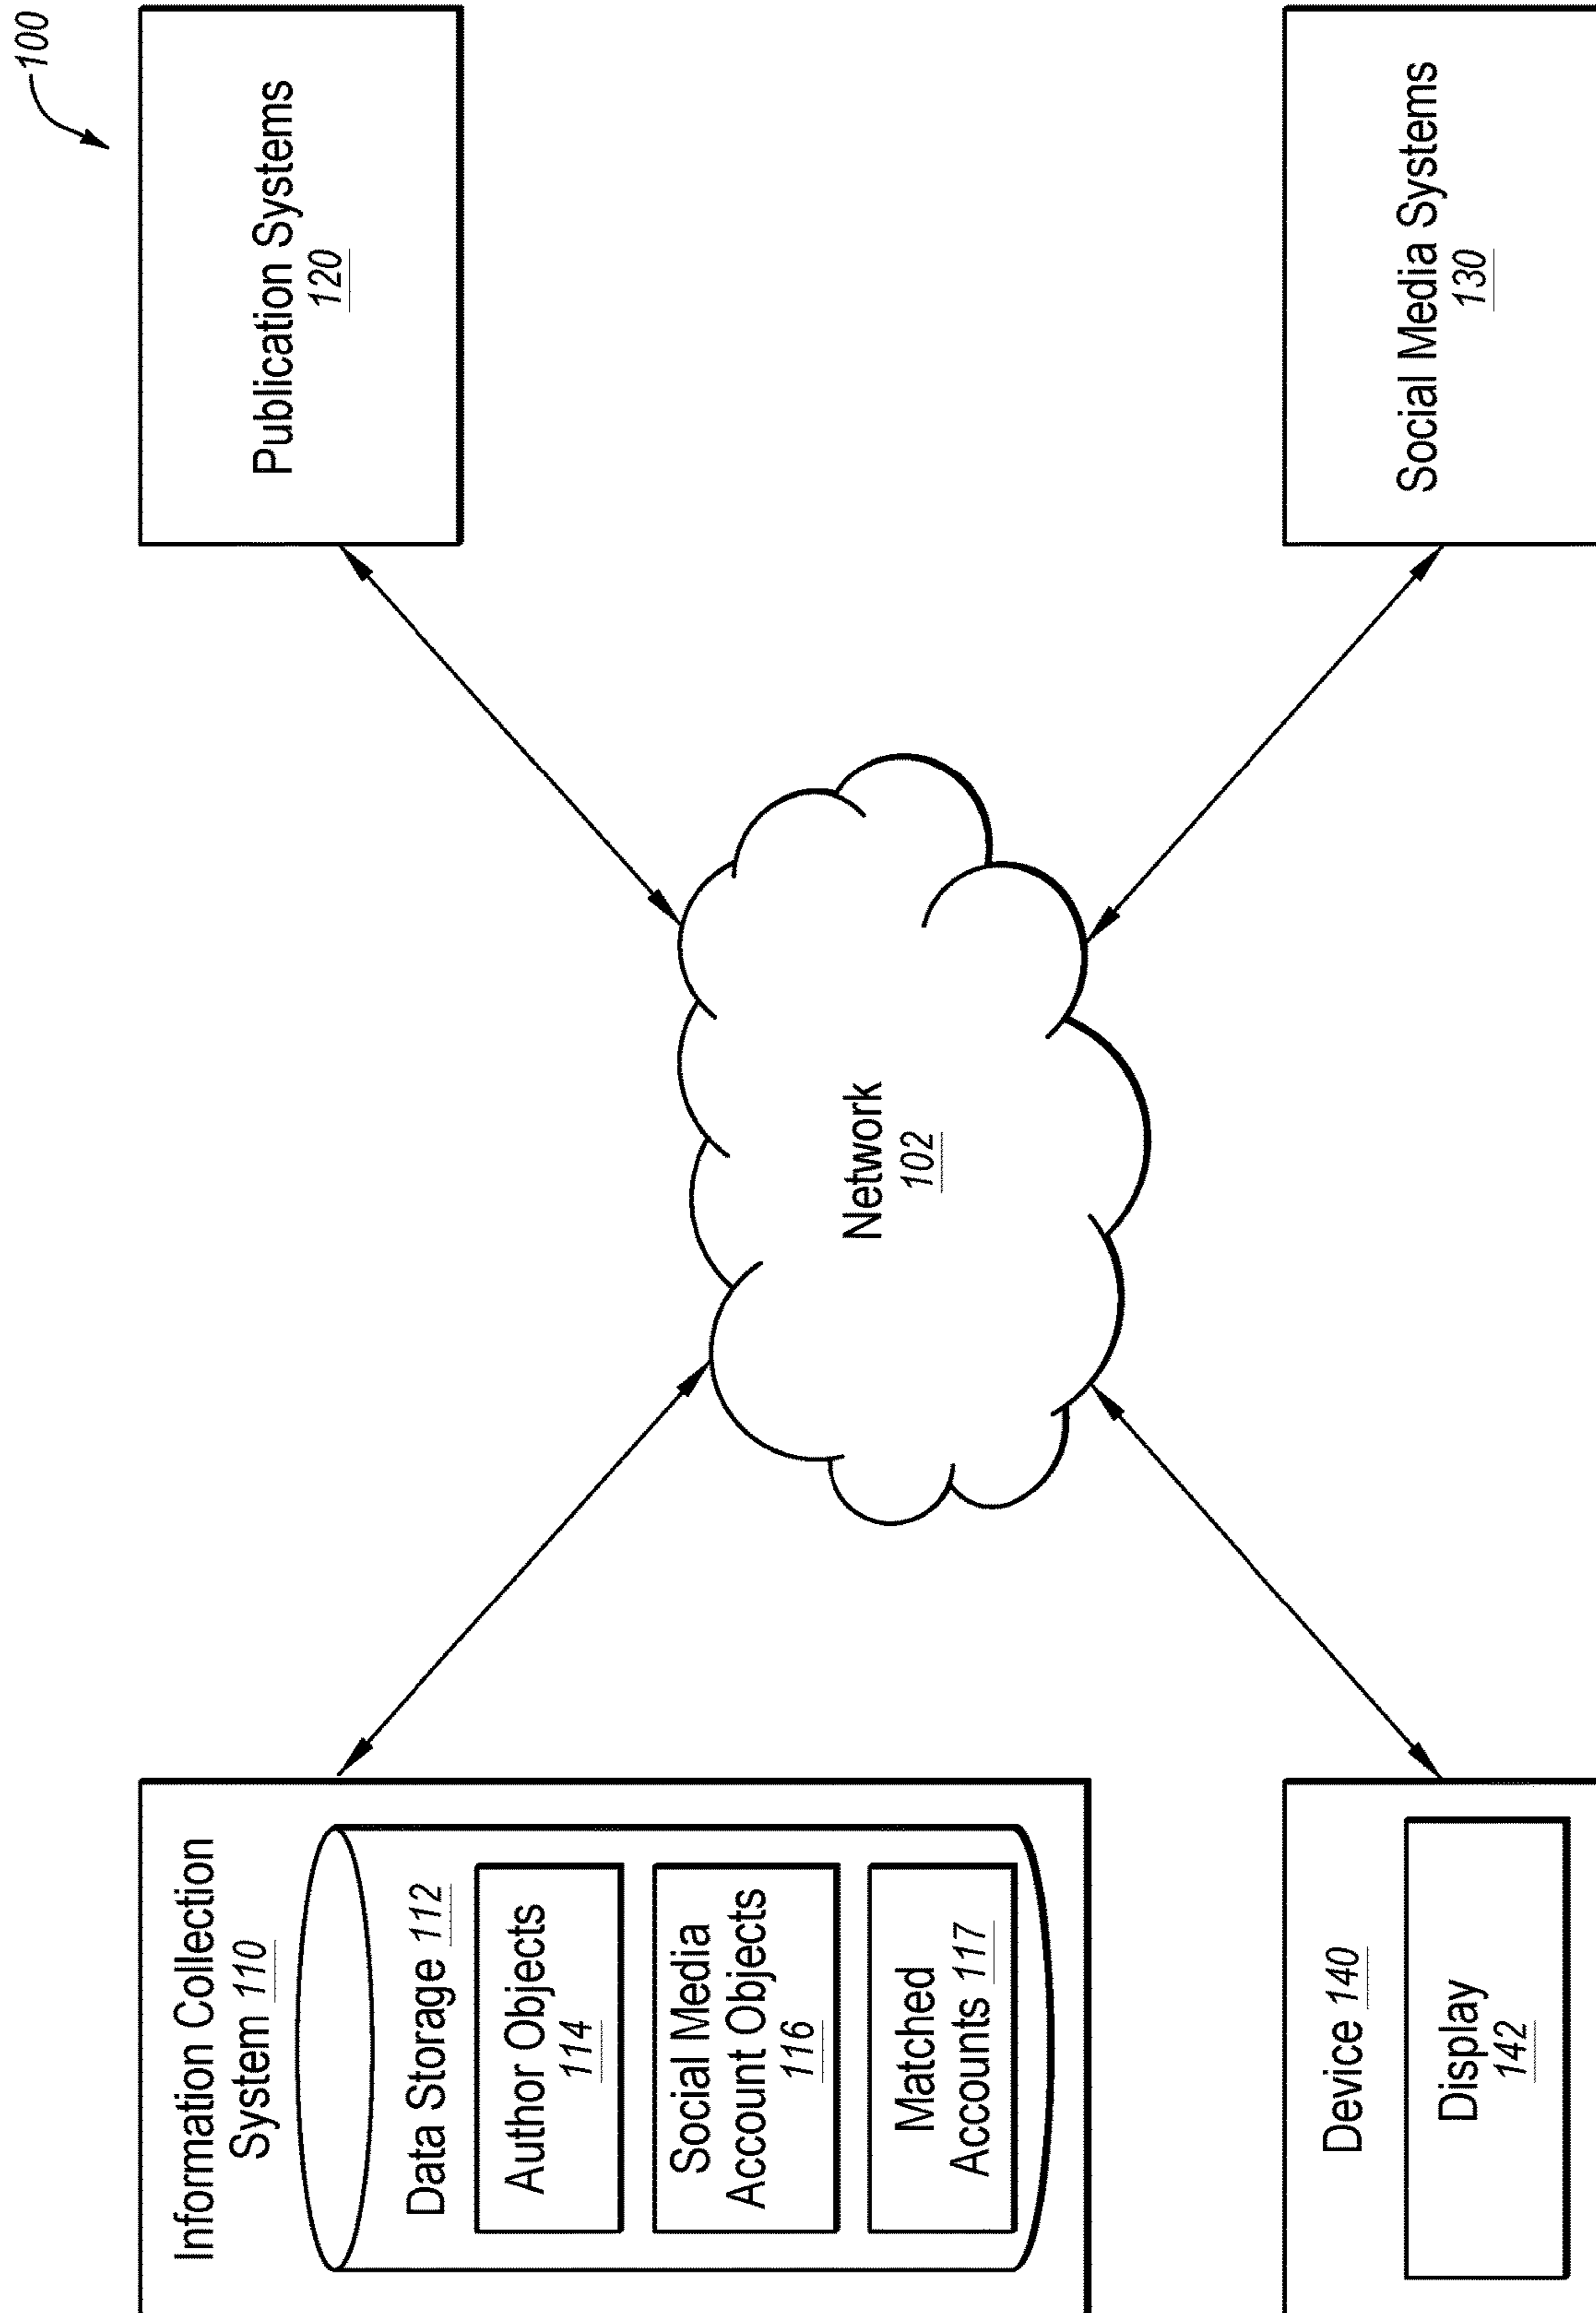 100
Information Collection
System 110
Data Storage 112
Author Objects
114
Social Media
Account Objects
116
Matched
Accounts 117
Publication Systems
120
Network
102
Device 140
Display
142
Social Media Systems
130